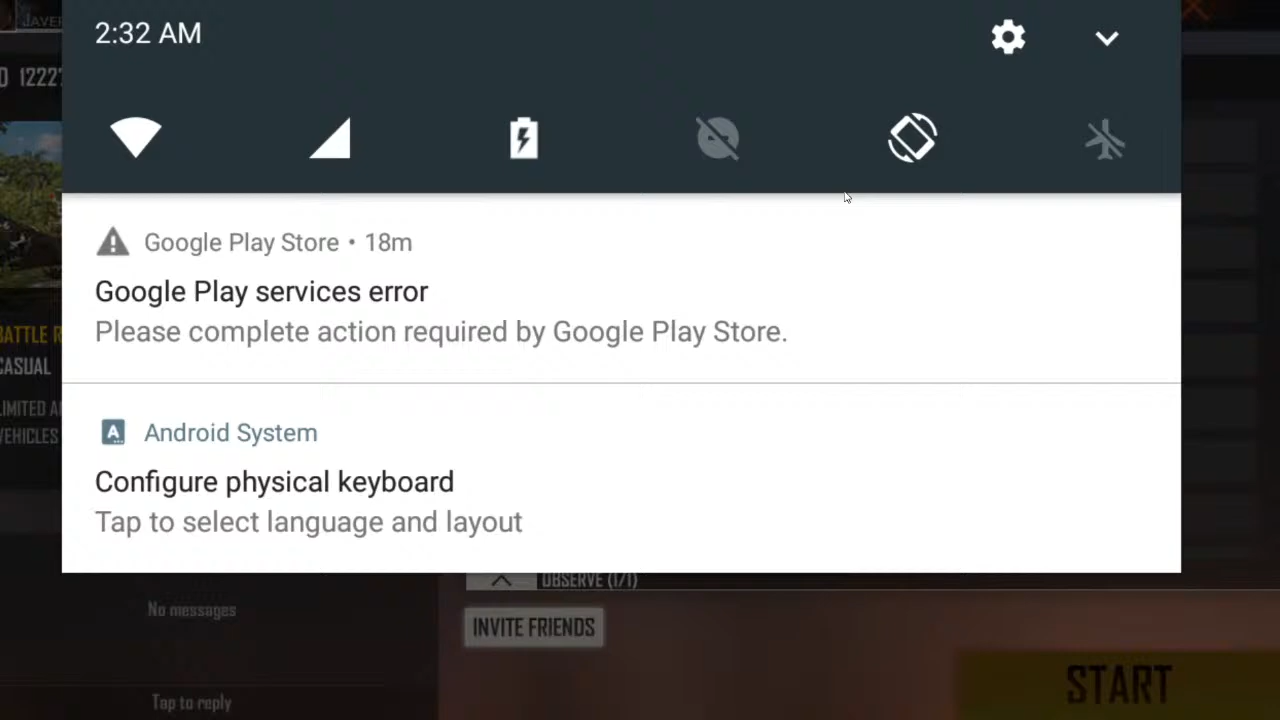 JAVE
2:32 AM
1222
Google Play Store • 18m
Google Play services error
Please complete action required by Google Play Store.
BATTLE R
CASUAL
LIMITED A
VEHICLES
Android System
Configure physical keyboard
Tap to select language and layout
OBSERVE (1/1)
No messages
INVITE FRIENDS
START
Tap to reply